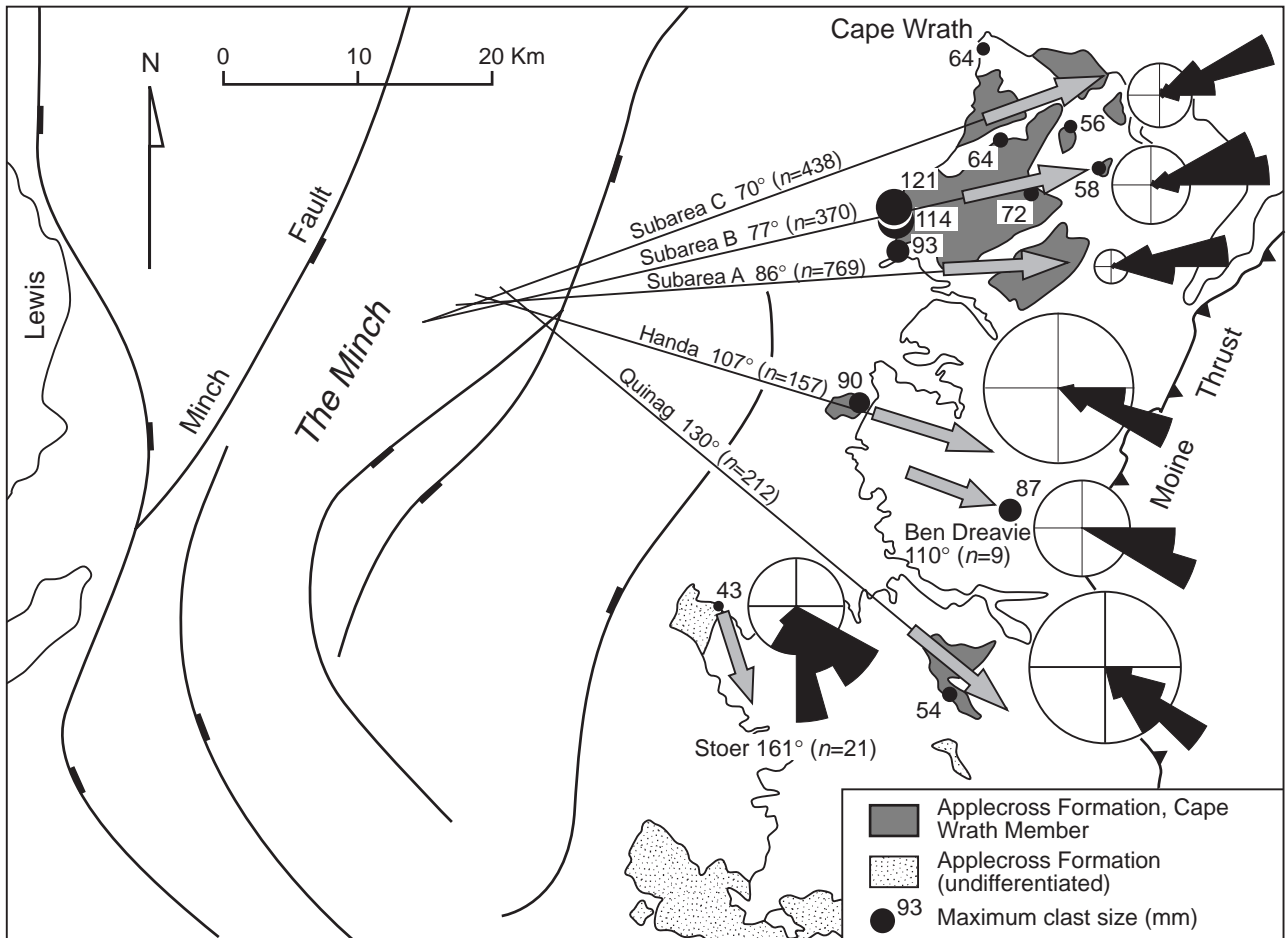 Cape Wrath
0 10 20 Km
N
64
56
64
58
72
121
114
93
Subarea C 70° (n=438)
Subarea B 77° (n=370)
Subarea A 86° (n=769)
Fault
Minch
Lewis
The Minch
Handa 107° (n=157)
90
Quinag 130° (n=212)
Thrust
Moine
87
Ben Dreavie
110° (n=9)
43
54
Stoer 161° (n=21)
Applecross Formation, Cape
Wrath Member
Applecross Formation
(undifferentiated)
93
Maximum clast size (mm)